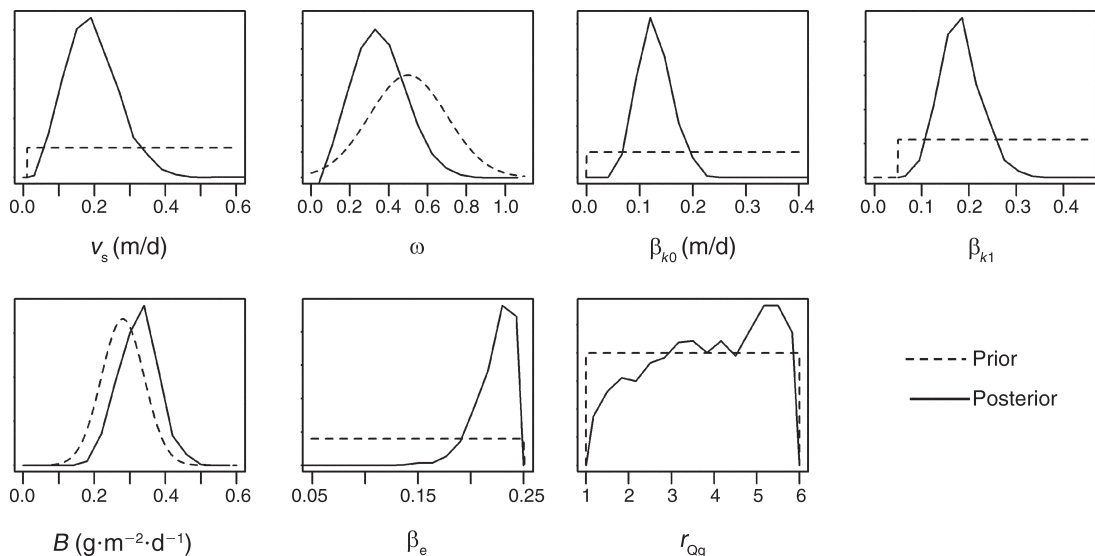 0.0 0.2 0.4 0.6
v_s (m/d)
0.0 0.2 0.4 0.6 0.8 1.0
ω
0.0 0.1 0.2 0.3 0.4
β_k0 (m/d)
0.0 0.1 0.2 0.3 0.4
β_k1
0.0 0.2 0.4 0.6
B (g·m⁻²·d⁻¹)
0.05 0.15 0.25
β_e
1 2 3 4 5 6
r_Qg
Prior
Posterior